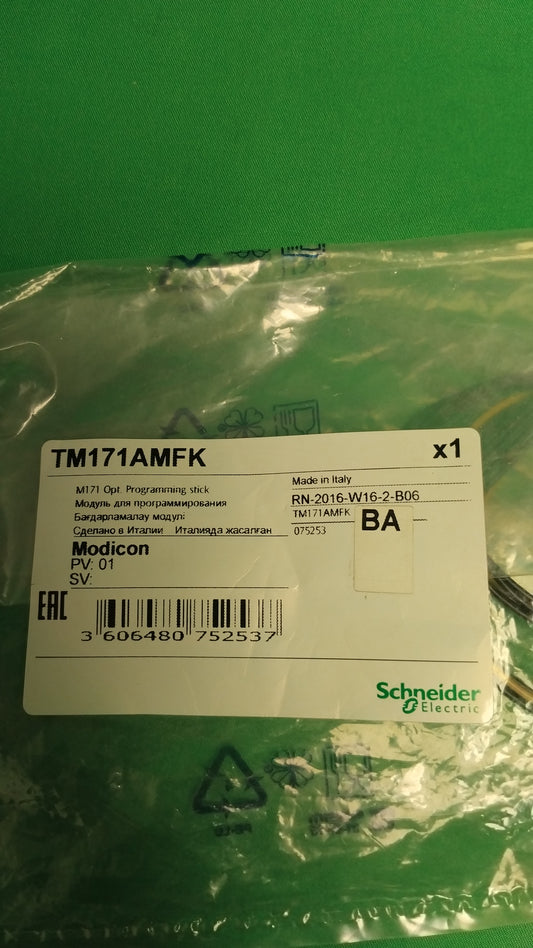 TM171AMFK x1
M171 Opt. Programming stick
Модуль для программирования
Бағдарламалау модулі
Сделано в Италии Италияда жасалған
Made in Italy
RN-2016-W16-2-B06
TM171AMFK
075253
BA
Modicon
PV: 01
SV:
EAC
3 606480 752537
Schneider
Electric